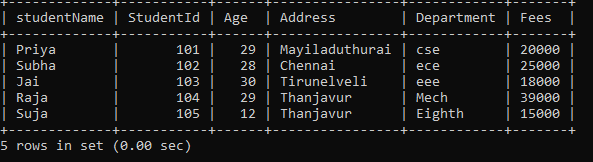 | studentName | StudentId | Age | Address | Department | Fees |
| Priya | 101 | 29 | Mayiladuthurai | cse | 20000 |
| Subha | 102 | 28 | Chennai | ece | 25000 |
| Jai | 103 | 30 | Tirunelveli | eee | 18000 |
| Raja | 104 | 29 | Thanjavur | Mech | 39000 |
| Suja | 105 | 12 | Thanjavur | Eighth | 15000 |
5 rows in set (0.00 sec)